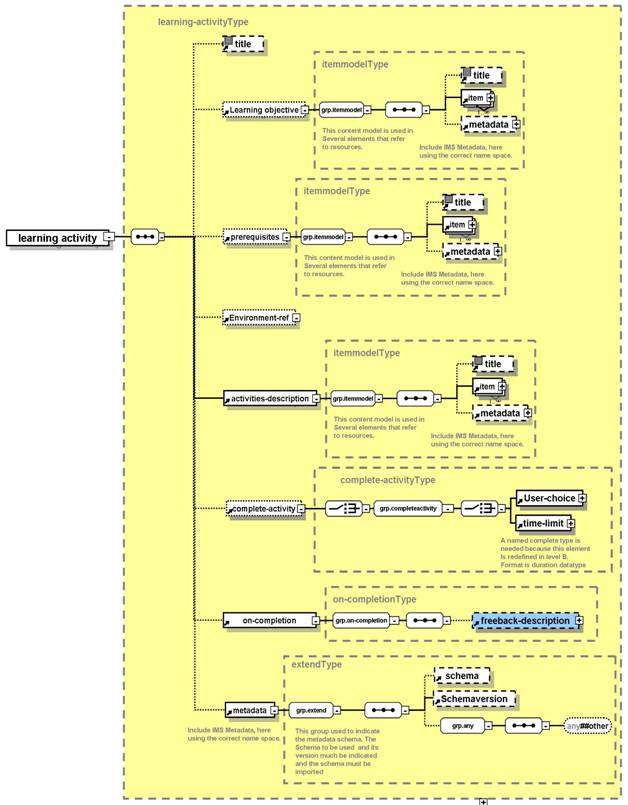 learning-activityType
title
itemmodelType
Learning objective
grp.itemmodel
title
item
metadata
This content model is used in
Several elements that refer
to resources.
Include IMS Metadata, here
using the correct name space.
itemmodelType
learning activity
prerequisites
grp.itemmodel
title
item
metadata
This content model is used in
Several elements that refer
to resources.
Include IMS Metadata, here
using the correct name space.
Environment-ref
itemmodelType
activities-description
grp.itemmodel
title
item
metadata
This content model is used in
Several elements that refer
to resources.
Include IMS Metadata, here
using the correct name space.
complete-activityType
complete-activity
grp.completeactivity
User-choice
time-limit
A named complete type is
needed because this element
Is redefined in level B.
Format is duration datatype
on-completionType
on-completion
grp.on-completion
freeback-description
extendType
metadata
grp.extend
schema
Schemaversion
grp.any
any##other
Include IMS Metadata, here
using the correct name space.
This group used to indicate
the metadata schema. The
Schema to be used and its
version much be indicated
and the schema must be
imported